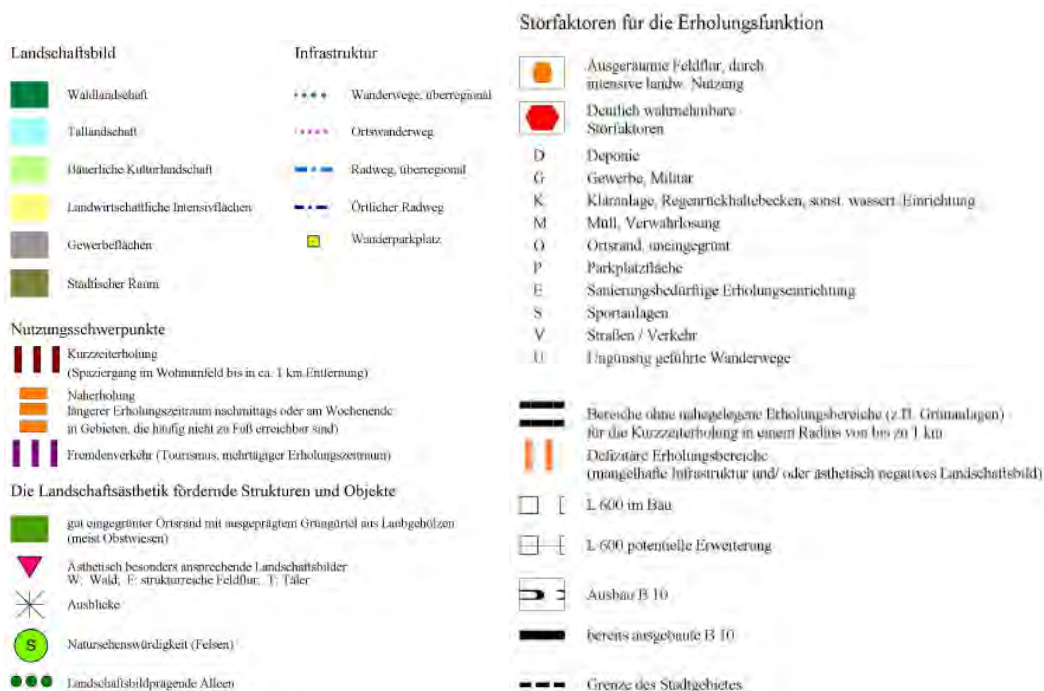 Landschaftsbild
Waldlandschaft
Tallandschaft
Bäuerliche Kulturlandschaft
Landwirtschaftliche Intensivflächen
Gewerbeflächen
Städtischer Raum
Infrastruktur
Wanderwege, überregional
Ortswanderweg
Radweg, überregional
Örtlicher Radweg
Wanderparkplatz
Nutzungsschwerpunkte
Kurzzeiterholung
(Spaziergang im Wohnumfeld bis in ca. 1 km Entfernung)
Naherholung
längerer Erholungszeitraum nachmittags oder am Wochenende
in Gebieten, die häufig nicht zu Fuß erreichbar sind)
Fremdenverkehr (Tourismus, mehrtägiger Erholungszeitraum)
Die Landschaftsästhetik fördernde Strukturen und Objekte
gut eingegrünter Ortsrand mit ausgeprägtem Grüngürtel aus Laubgehölzen
(meist Obstwiesen)
Ästhetisch besonders ansprechende Landschaftsbilder
W: Wald, F: strukturreiche Feldflur, T: Täler
Ausblicke
S Natursehenswürdigkeit (Felsen)
Landschaftsbildprägende Alleen
Störfaktoren für die Erholungsfunktion
Ausgeräumte Feldflur, durch
intensive landw. Nutzung
Deutlich wahrnehmbare
Störfaktoren
D Deponie
G Gewerbe, Militär
K Kläranlage, Regenrückhaltebecken, sonst. wassert. Einrichtung
M Müll, Verwahrlosung
O Ortsrand, uneingegrünt
P Parkplatzfläche
E Sanierungsbedürftige Erholungseinrichtung
S Sportanlagen
V Straßen / Verkehr
U Ungünstig geführte Wanderwege
Bereiche ohne nahegelegene Erholungsbereiche (z.B. Grünanlagen)
für die Kurzzeiterholung in einem Radius von bis zu 1 km
Defizitäre Erholungsbereiche
(mangelhafte Infrastruktur und/ oder ästhetisch negatives Landschaftsbild)
L 600 im Bau
L 600 potentielle Erweiterung
Ausbau B 10
bereits ausgebaute B 10
Grenze des Stadtgebietes